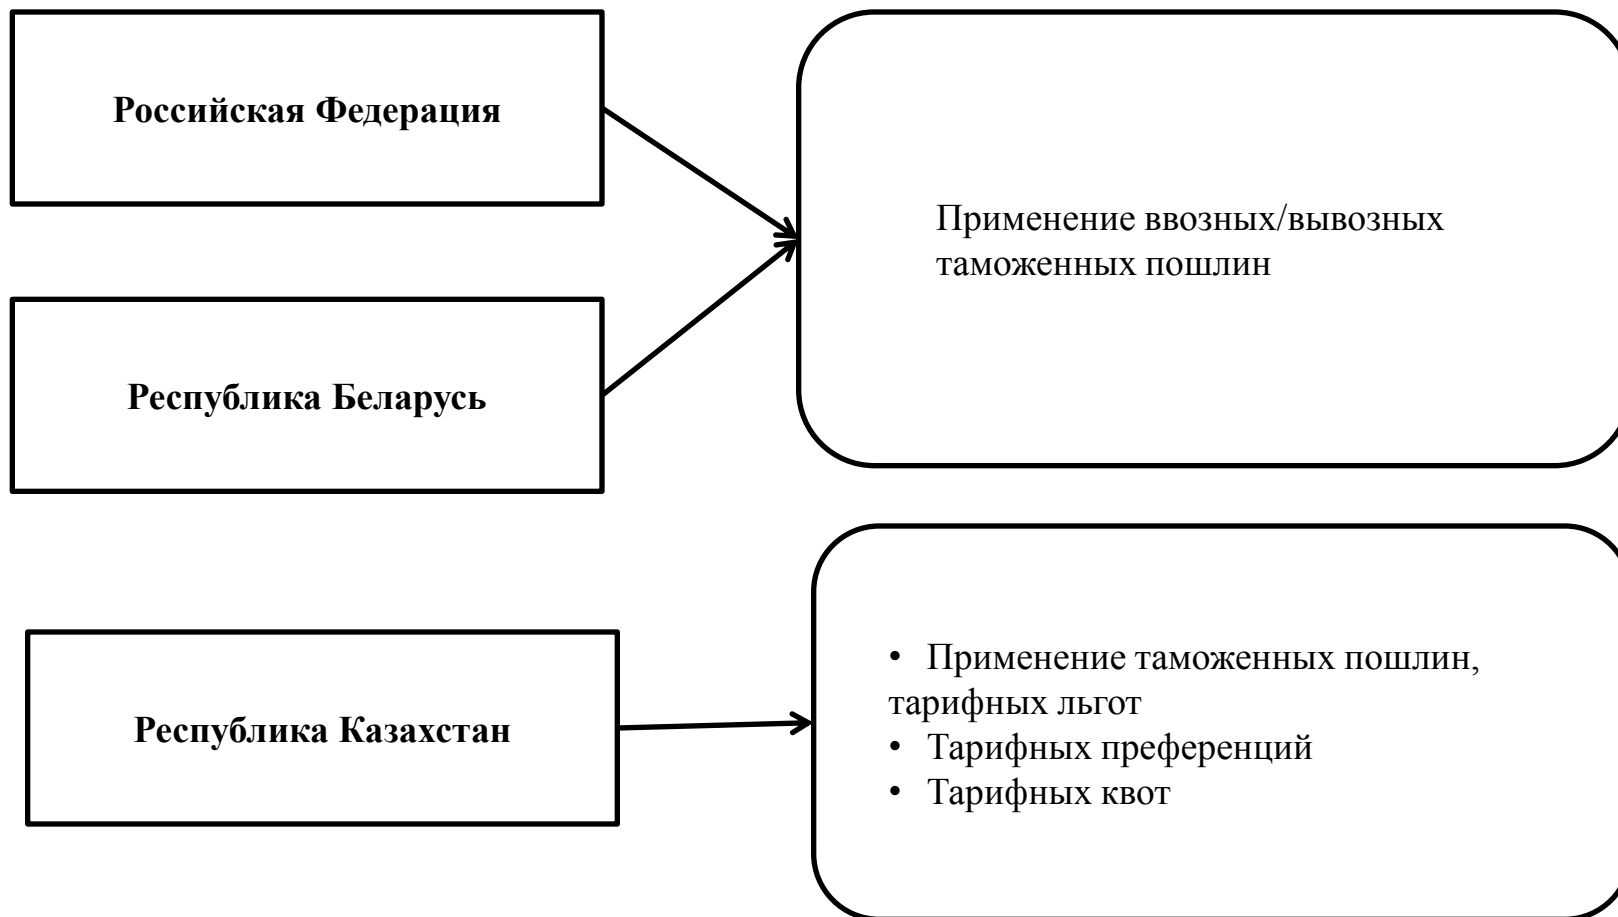 Российская Федерация
Применение ввозных/вывозных
таможенных пошлин
Республика Беларусь
Республика Казахстан
• Применение таможенных пошлин,
тарифных льгот
• Тарифных преференций
• Тарифных квот